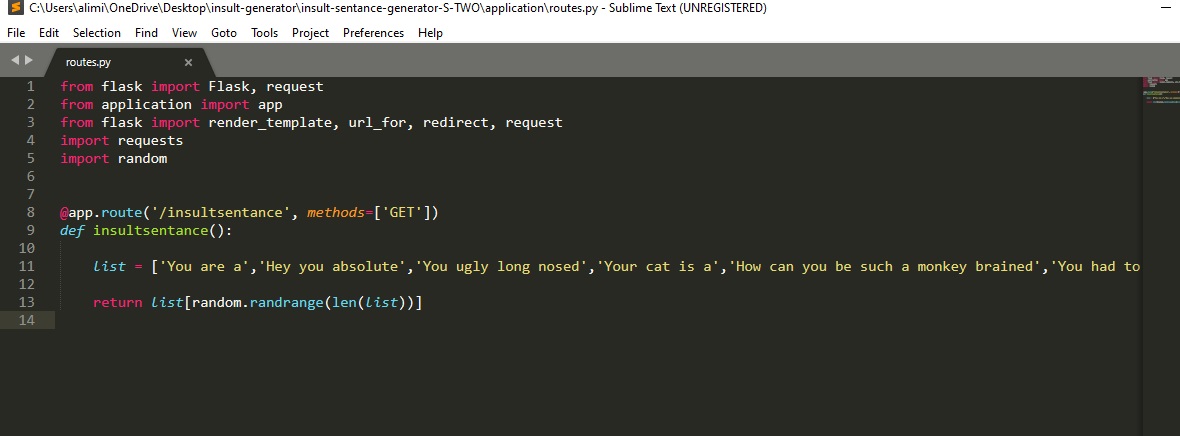 C:\Users\alimi\OneDrive\Desktop\insult-generator\insult-sentance-generator-S-TWO\application\routes.py - Sublime Text (UNREGISTERED)
File Edit Selection Find View Goto Tools Project Preferences Help
routes.py ×
1 from flask import Flask, request
2 from application import app
3 from flask import render_template, url_for, redirect, request
4 import requests
5 import random
6
7
8 @app.route('/insultsentance', methods=['GET'])
9 def insultsentance():
10
11 list = ['You are a','Hey you absolute','You ugly long nosed','Your cat is a','How can you be such a monkey brained','You had to
12
13 return list[random.randrange(len(list))]
14